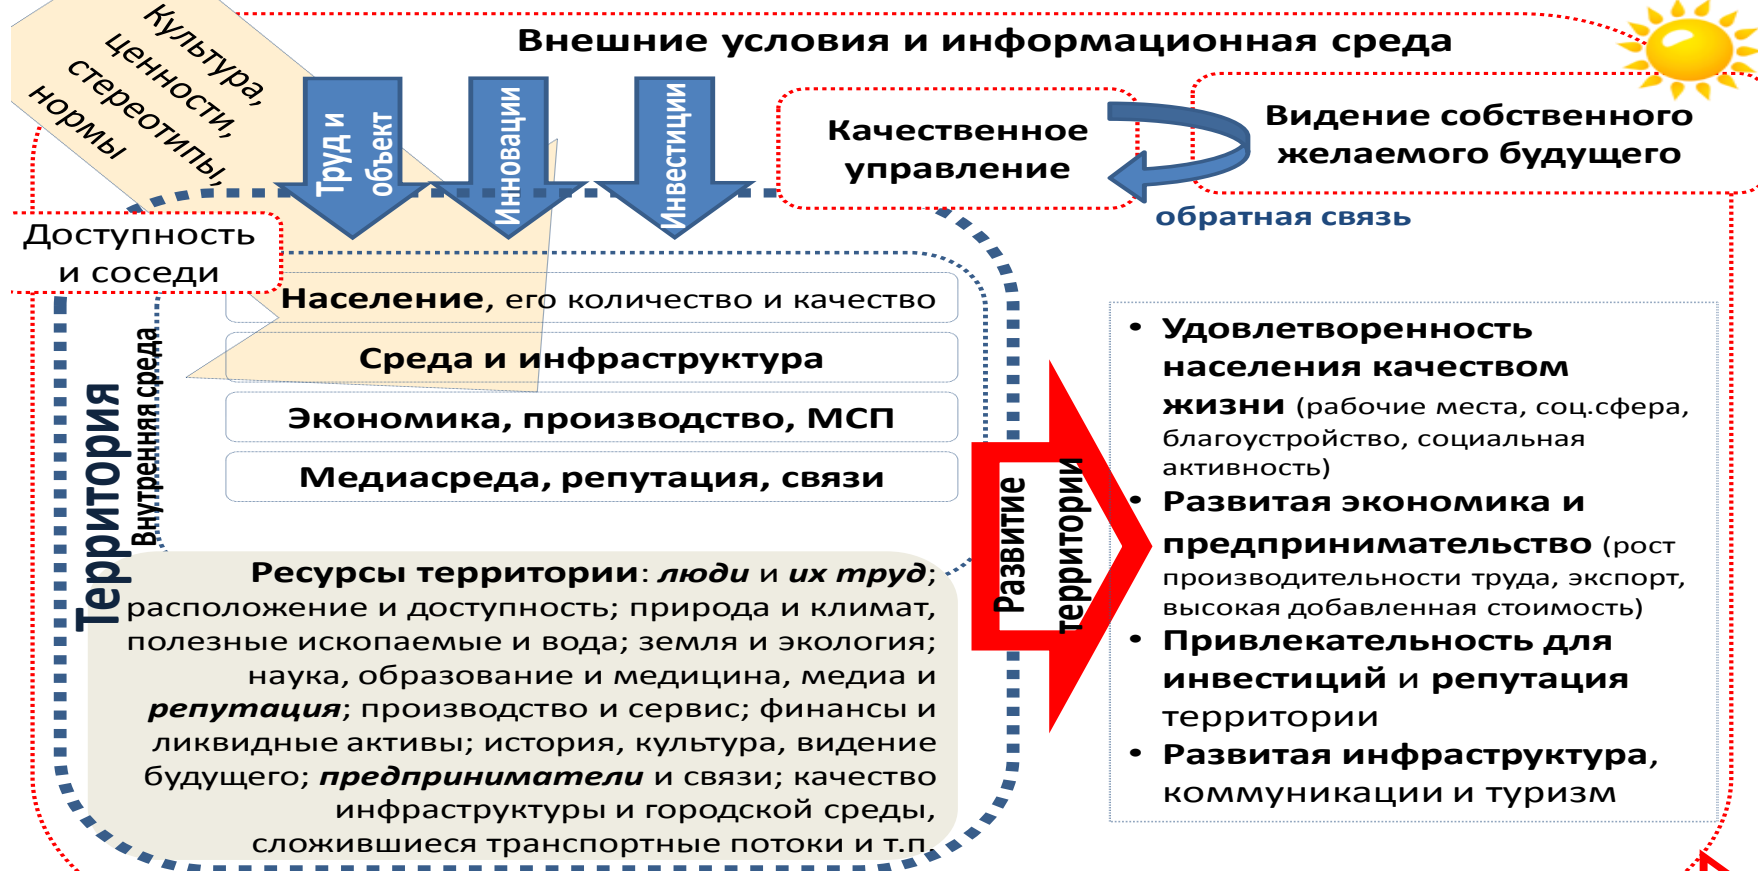 Внешние условия и информационная среда
Культура,
ценности,
стереотипы,
нормы
Труд и
объект
Инновации
Инвестиции
Качественное
управление
Видение собственного
желаемого будущего
обратная связь
Доступность
и соседи
Территория
Внутренняя среда
Население, его количество и качество
Среда и инфраструктура
Экономика, производство, МСП
Медиасреда, репутация, связи
Ресурсы территории: люди и их труд;
расположение и доступность; природа и климат,
полезные ископаемые и вода; земля и экология;
наука, образование и медицина, медиа и
репутация; производство и сервис; финансы и
ликвидные активы; история, культура, видение
будущего; предприниматели и связи; качество
инфраструктуры и городской среды,
сложившиеся транспортные потоки и т.п.
Развитие
территории
• Удовлетворенность
населения качеством
жизни (рабочие места, соц.сфера,
благоустройство, социальная
активность)
• Развитая экономика и
предпринимательство (рост
производительности труда, экспорт,
высокая добавленная стоимость)
• Привлекательность для
инвестиций и репутация
территории
• Развитая инфраструктура,
коммуникации и туризм